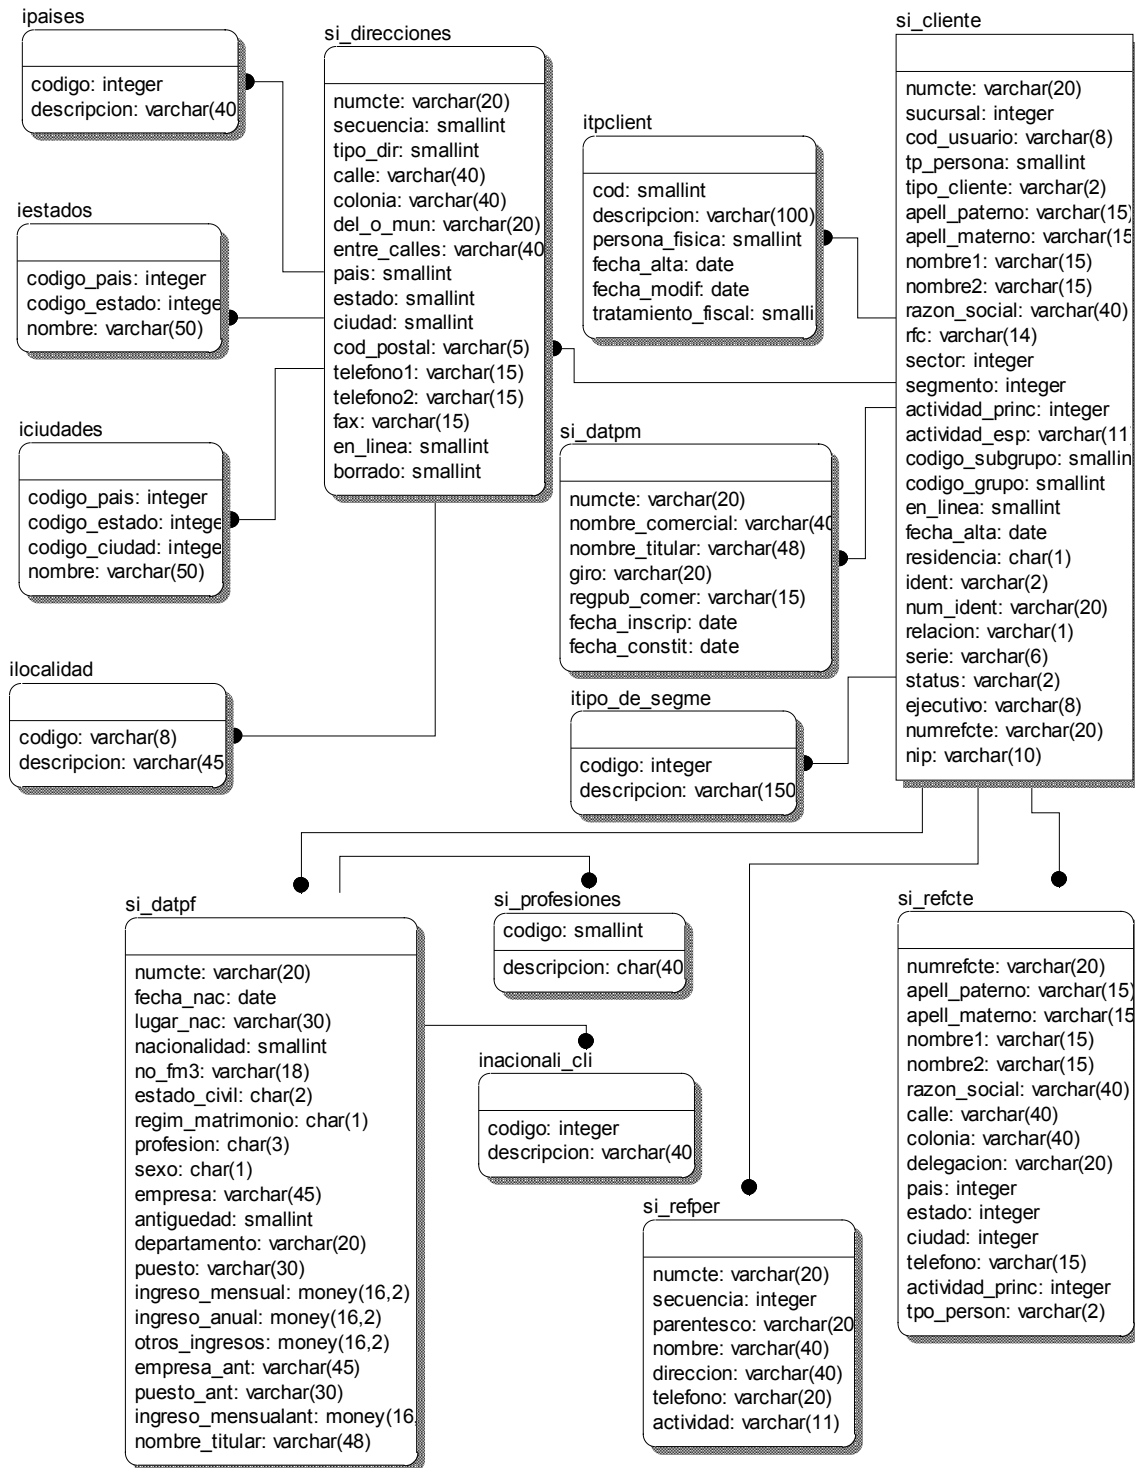 ipaises
codigo: integer
descripcion: varchar(40
iestados
codigo_pais: integer
codigo_estado: intege
nombre: varchar(50)
iciudades
codigo_pais: integer
codigo_estado: intege
codigo_ciudad: intege
nombre: varchar(50)
ilocalidad
codigo: varchar(8)
descripcion: varchar(45
si_direcciones
numcte: varchar(20)
secuencia: smallint
tipo_dir: smallint
calle: varchar(40)
colonia: varchar(40)
del_o_mun: varchar(20)
entre_calles: varchar(40
pais: smallint
estado: smallint
ciudad: smallint
cod_postal: varchar(5)
telefono1: varchar(15)
telefono2: varchar(15)
fax: varchar(15)
en_linea: smallint
borrado: smallint
itpclient
cod: smallint
descripcion: varchar(100)
persona_fisica: smallint
fecha_alta: date
fecha_modif: date
tratamiento_fiscal: smalli
si_datpm
numcte: varchar(20)
nombre_comercial: varchar(40
nombre_titular: varchar(48)
giro: varchar(20)
regpub_comer: varchar(15)
fecha_inscrip: date
fecha_constit: date
itipo_de_segme
codigo: integer
descripcion: varchar(150
si_cliente
numcte: varchar(20)
sucursal: integer
cod_usuario: varchar(8)
tp_persona: smallint
tipo_cliente: varchar(2)
apell_paterno: varchar(15)
apell_materno: varchar(15
nombre1: varchar(15)
nombre2: varchar(15)
razon_social: varchar(40)
rfc: varchar(14)
sector: integer
segmento: integer
actividad_princ: integer
actividad_esp: varchar(11)
codigo_subgrupo: smallin
codigo_grupo: smallint
en_linea: smallint
fecha_alta: date
residencia: char(1)
ident: varchar(2)
num_ident: varchar(20)
relacion: varchar(1)
serie: varchar(6)
status: varchar(2)
ejecutivo: varchar(8)
numrefcte: varchar(20)
nip: varchar(10)
si_datpf
numcte: varchar(20)
fecha_nac: date
lugar_nac: varchar(30)
nacionalidad: smallint
no_fm3: varchar(18)
estado_civil: char(2)
regim_matrimonio: char(1)
profesion: char(3)
sexo: char(1)
empresa: varchar(45)
antiguedad: smallint
departamento: varchar(20)
puesto: varchar(30)
ingreso_mensual: money(16,2)
ingreso_anual: money(16,2)
otros_ingresos: money(16,2)
empresa_ant: varchar(45)
puesto_ant: varchar(30)
ingreso_mensualant: money(16,
nombre_titular: varchar(48)
si_profesiones
codigo: smallint
descripcion: char(40
inacionali_cli
codigo: integer
descripcion: varchar(40
si_refper
numcte: varchar(20)
secuencia: integer
parentesco: varchar(20
nombre: varchar(40)
direccion: varchar(40)
telefono: varchar(20)
actividad: varchar(11)
si_refcte
numrefcte: varchar(20)
apell_paterno: varchar(15)
apell_materno: varchar(15
nombre1: varchar(15)
nombre2: varchar(15)
razon_social: varchar(40)
calle: varchar(40)
colonia: varchar(40)
delegacion: varchar(20)
pais: integer
estado: integer
ciudad: integer
telefono: varchar(15)
actividad_princ: integer
tpo_person: varchar(2)